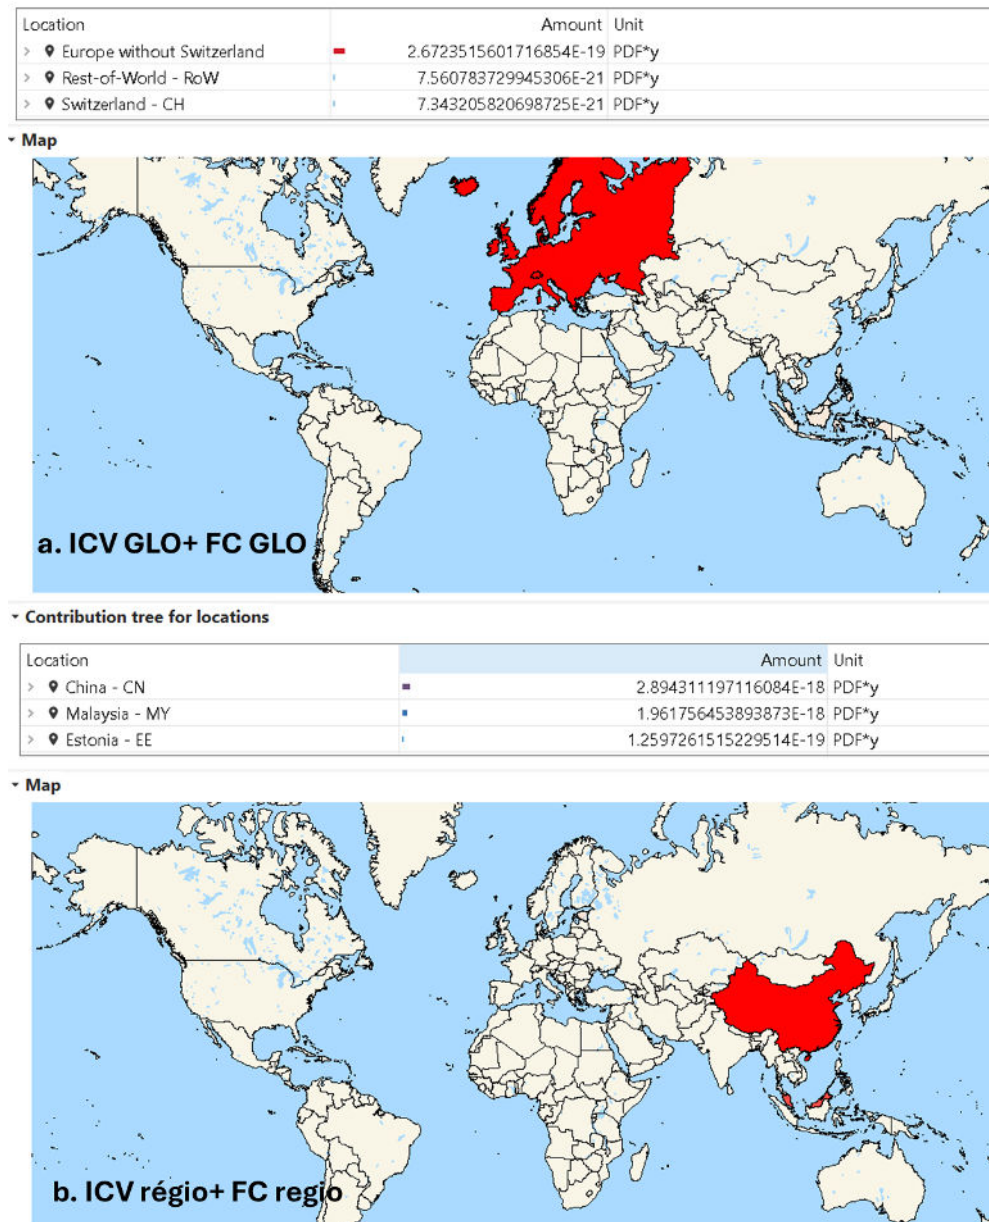 Location Amount Unit
Europe without Switzerland 2.6723515601716854E-19 PDF*y
Rest-of-World - RoW 7.560783729945306E-21 PDF*y
Switzerland - CH 7.343205820698725E-21 PDF*y
Map
a. ICV GLO+ FC GLO
Contribution tree for locations
Location Amount Unit
China - CN 2.894311197116084E-18 PDF*y
Malaysia - MY 1.961756453893873E-18 PDF*y
Estonia - EE 1.2597261515229514E-19 PDF*y
Map
b. ICV régio+ FC regio